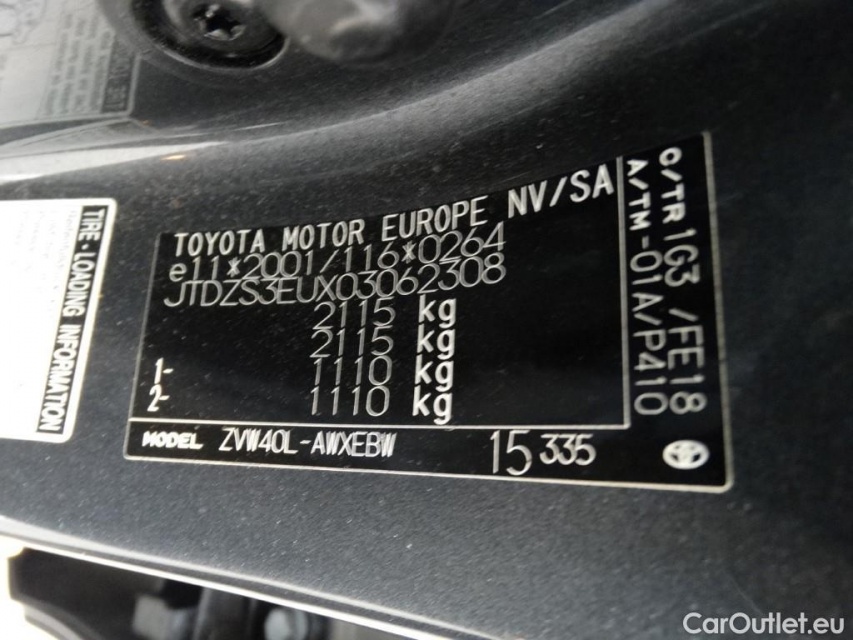 TOYOTA MOTOR EUROPE NV/SA
e11*2001/116*0264
JTDZS3EUX03062308
2115 kg
2115 kg
1- 1110 kg
2- 1110 kg
MODEL ZVW40L-AWXEBW 15 335
C/TR 1G3 /FE18
A/TM-01A/P410
TIRE·LOADING INFORMATION
CarOutlet.eu